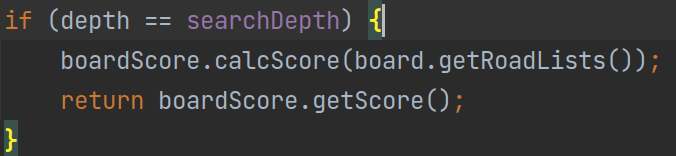 if (depth == searchDepth) {
    boardScore.calcScore(board.getRoadLists());
    return boardScore.getScore();
}